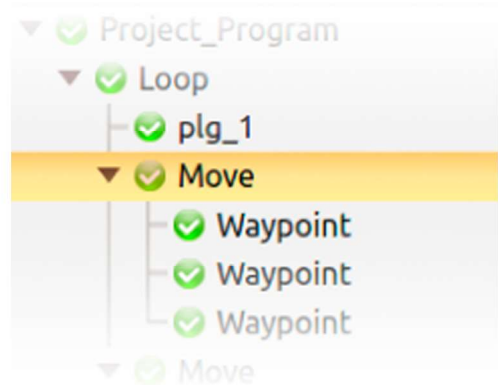 Project_Program
Loop
plg_1
Move
Waypoint
Waypoint
Waypoint
Move